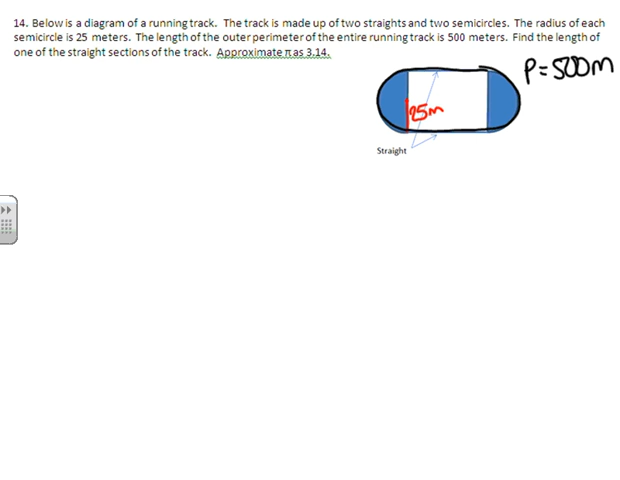 14. Below is a diagram of a running track. The track is made up of two straights and two semicircles. The radius of each
semicircle is 25 meters. The length of the outer perimeter of the entire running track is 500 meters. Find the length of
one of the straight sections of the track. Approximate π as 3.14.
P=500m
25m
Straight